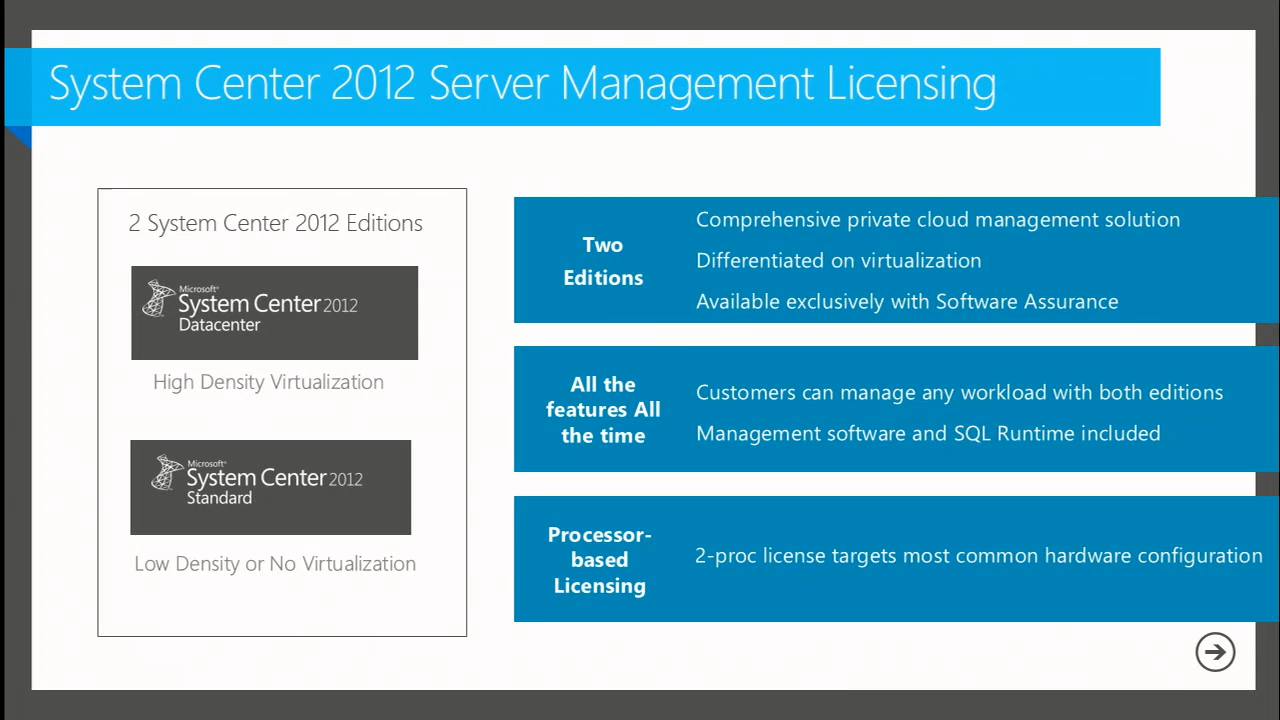 System Center 2012 Server Management Licensing
2 System Center 2012 Editions
Microsoft®
System Center 2012
Datacenter
High Density Virtualization
Microsoft®
System Center 2012
Standard
Low Density or No Virtualization
Two
Editions
Comprehensive private cloud management solution
Differentiated on virtualization
Available exclusively with Software Assurance
All the
features All
the time
Customers can manage any workload with both editions
Management software and SQL Runtime included
Processor-
based
Licensing
2-proc license targets most common hardware configuration